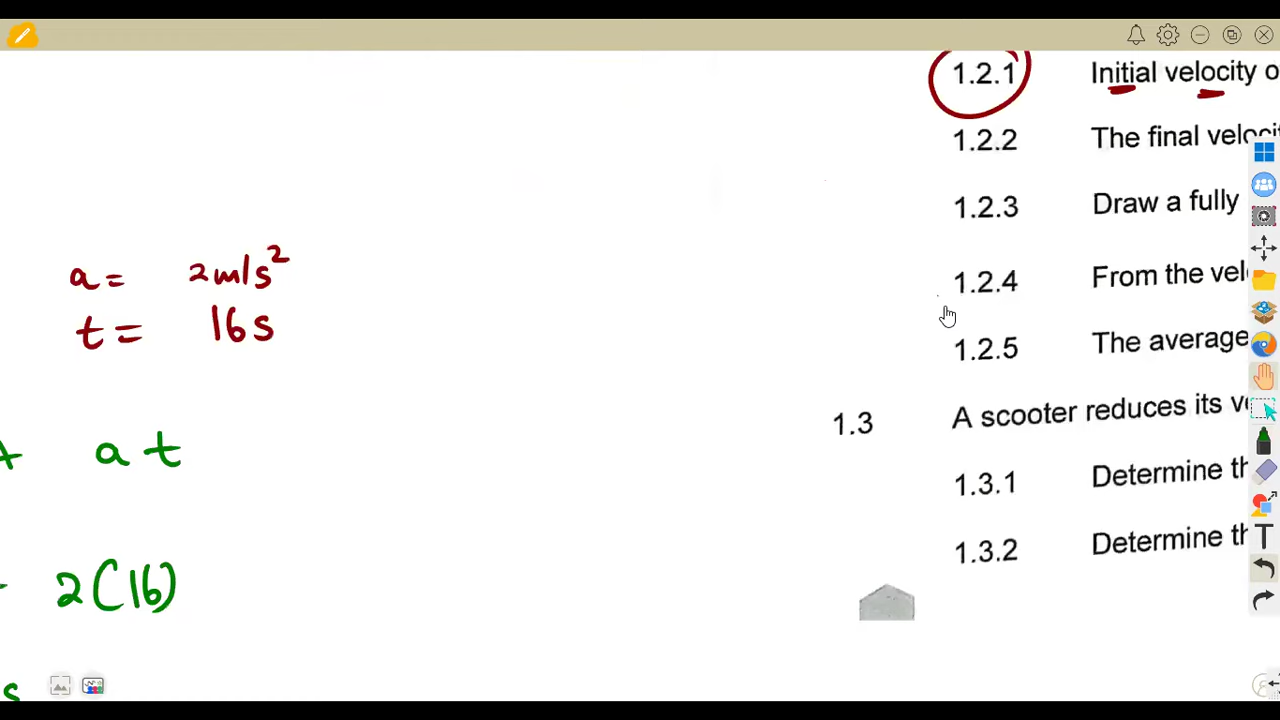 a = 2m/s²
t = 16s
+ a t
2(16)
s
1.2.1 Initial velocity o
1.2.2 The final velocit
1.2.3 Draw a fully
1.2.4 From the vel
1.2.5 The average
1.3 A scooter reduces its v
1.3.1 Determine th
1.3.2 Determine th
T